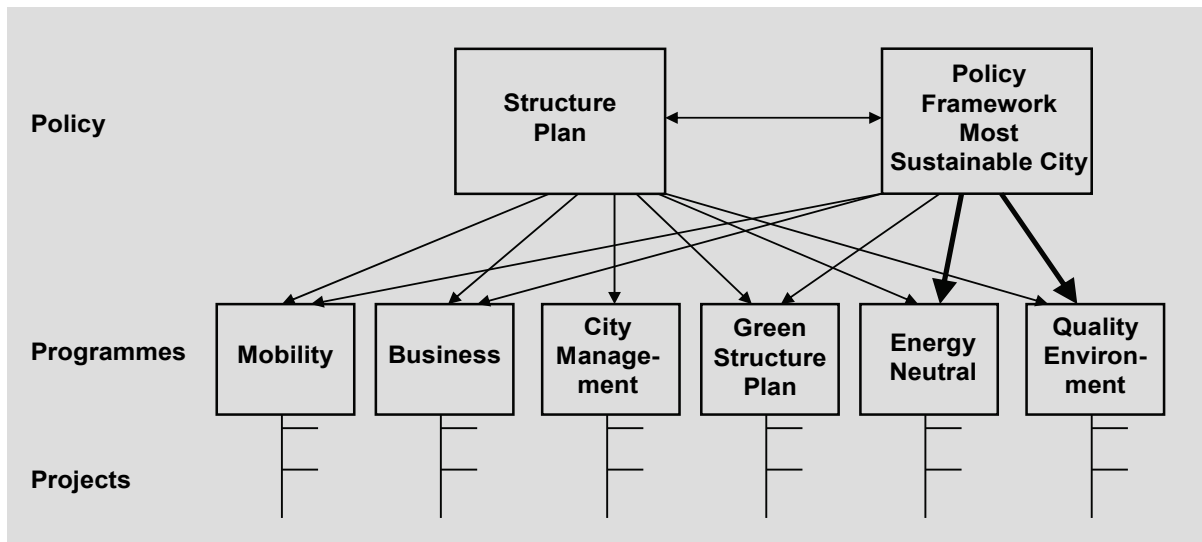 Policy
Structure
Plan
Policy
Framework
Most
Sustainable City
Programmes
Mobility
Business
City
Manage-
ment
Green
Structure
Plan
Energy
Neutral
Quality
Environ-
ment
Projects